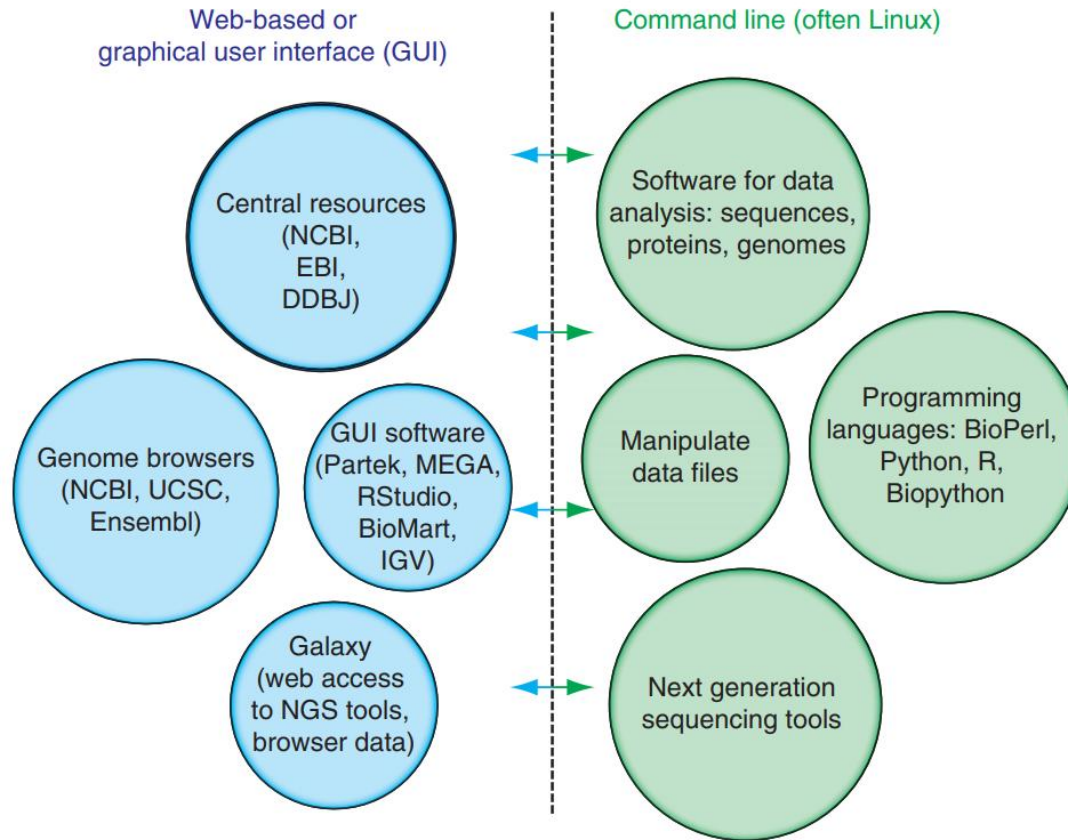 Web-based or
graphical user interface (GUI)
Command line (often Linux)
Central resources
(NCBI,
EBI,
DDBJ)
Software for data
analysis: sequences,
proteins, genomes
Genome browsers
(NCBI, UCSC,
Ensembl)
GUI software
(Partek, MEGA,
RStudio,
BioMart,
IGV)
Manipulate
data files
Programming
languages: BioPerl,
Python, R,
Biopython
Galaxy
(web access
to NGS tools,
browser data)
Next generation
sequencing tools